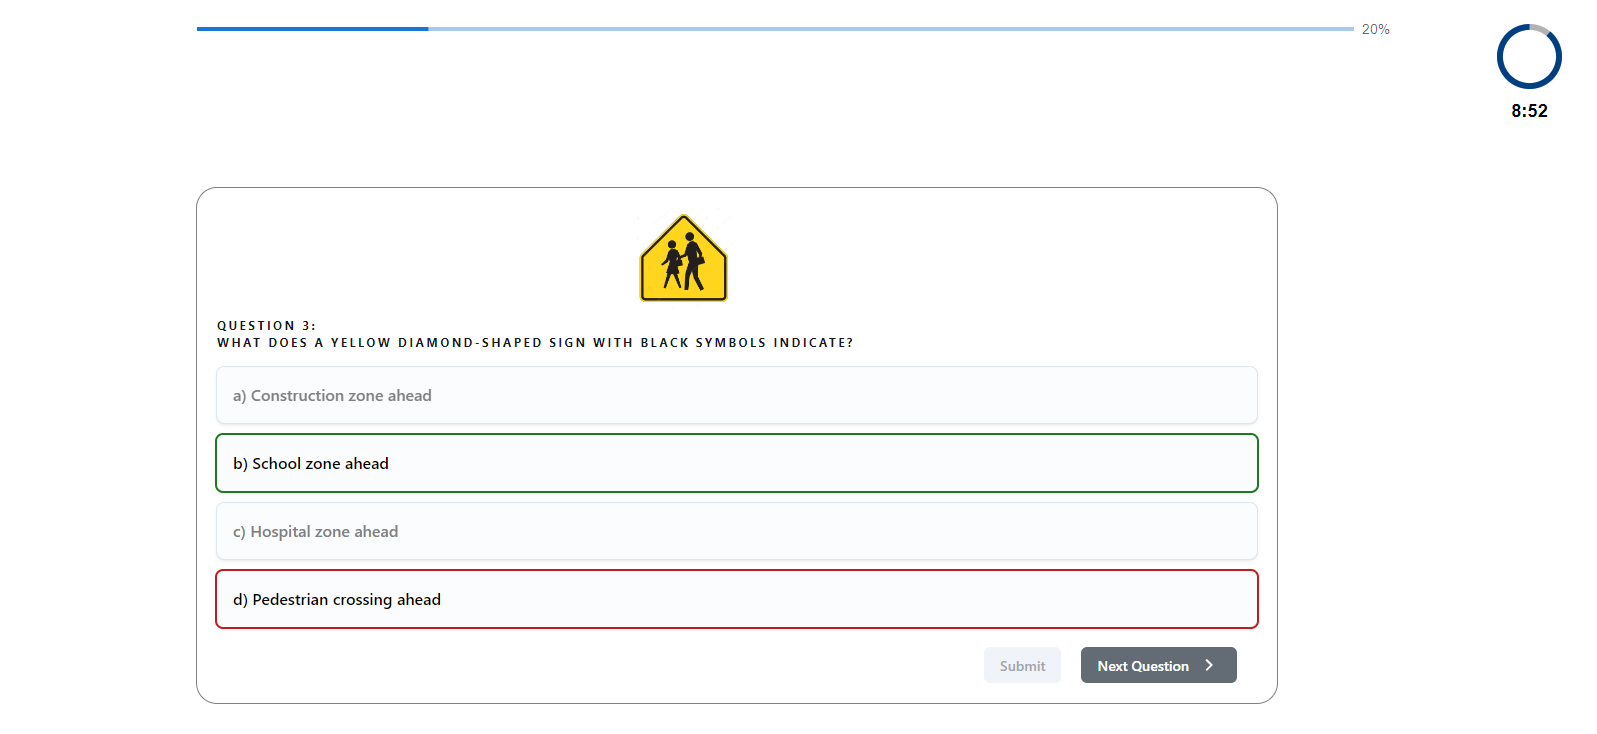 20%
8:52
QUESTION 3:
WHAT DOES A YELLOW DIAMOND-SHAPED SIGN WITH BLACK SYMBOLS INDICATE?
a) Construction zone ahead
b) School zone ahead
c) Hospital zone ahead
d) Pedestrian crossing ahead
Submit
Next Question